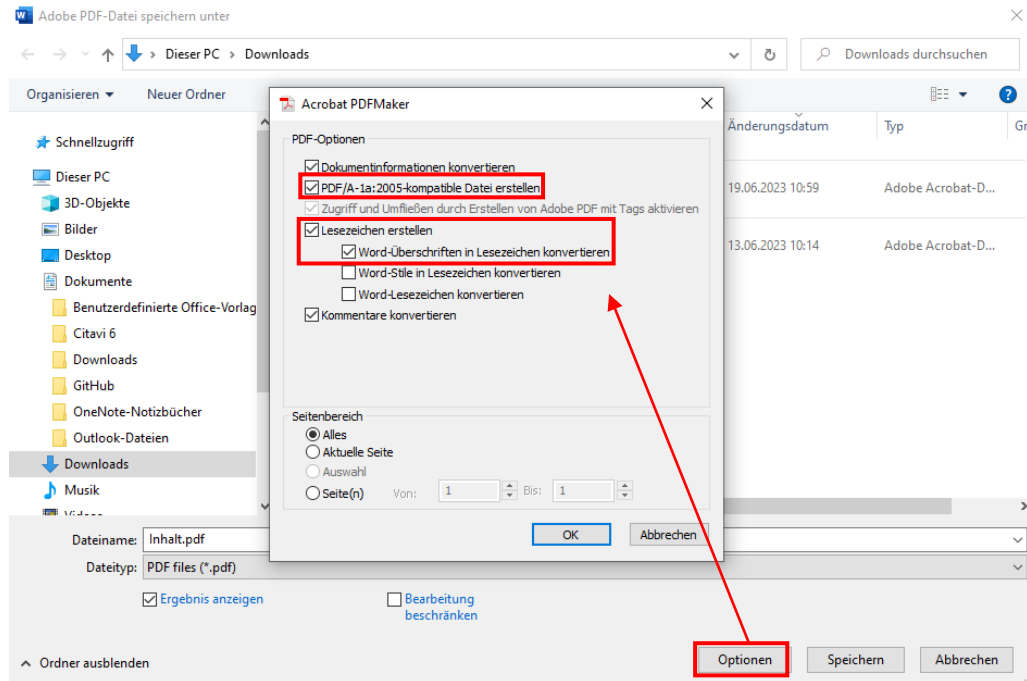 Adobe PDF-Datei speichern unter
Dieser PC > Downloads
Downloads durchsuchen
Organisieren
Neuer Ordner
Schnellzugriff
Dieser PC
3D-Objekte
Bilder
Desktop
Dokumente
Benutzerdefinierte Office-Vorlag
Citavi 6
Downloads
GitHub
OneNote-Notizbücher
Outlook-Dateien
Downloads
Musik
Änderungsdatum Typ Gr
19.06.2023 10:59 Adobe Acrobat-D...
13.06.2023 10:14 Adobe Acrobat-D...
Acrobat PDFMaker
PDF-Optionen
Dokumentinformationen konvertieren
PDF/A-1a:2005-kompatible Datei erstellen
Zugriff und Umfließen durch Erstellen von Adobe PDF mit Tags aktivieren
Lesezeichen erstellen
Word-Überschriften in Lesezeichen konvertieren
Word-Stile in Lesezeichen konvertieren
Word-Lesezeichen konvertieren
Kommentare konvertieren
Seitenbereich
Alles
Aktuelle Seite
Auswahl
Seite(n) Von: 1 Bis: 1
OK Abbrechen
Dateiname: Inhalt.pdf
Dateityp: PDF files (*.pdf)
Ergebnis anzeigen
Bearbeitung
beschränken
Ordner ausblenden
Optionen Speichern Abbrechen